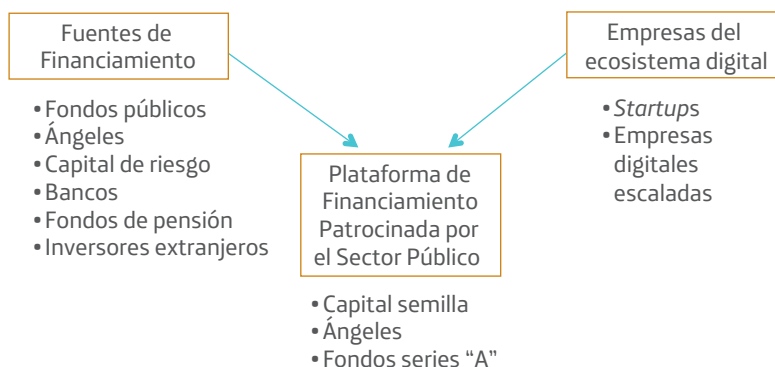 Fuentes de
Financiamiento
• Fondos públicos
• Ángeles
• Capital de riesgo
• Bancos
• Fondos de pensión
• Inversores extranjeros
Empresas del
ecosistema digital
• Startups
• Empresas
digitales
escaladas
Plataforma de
Financiamiento
Patrocinada por
el Sector Público
• Capital semilla
• Ángeles
• Fondos series “A”